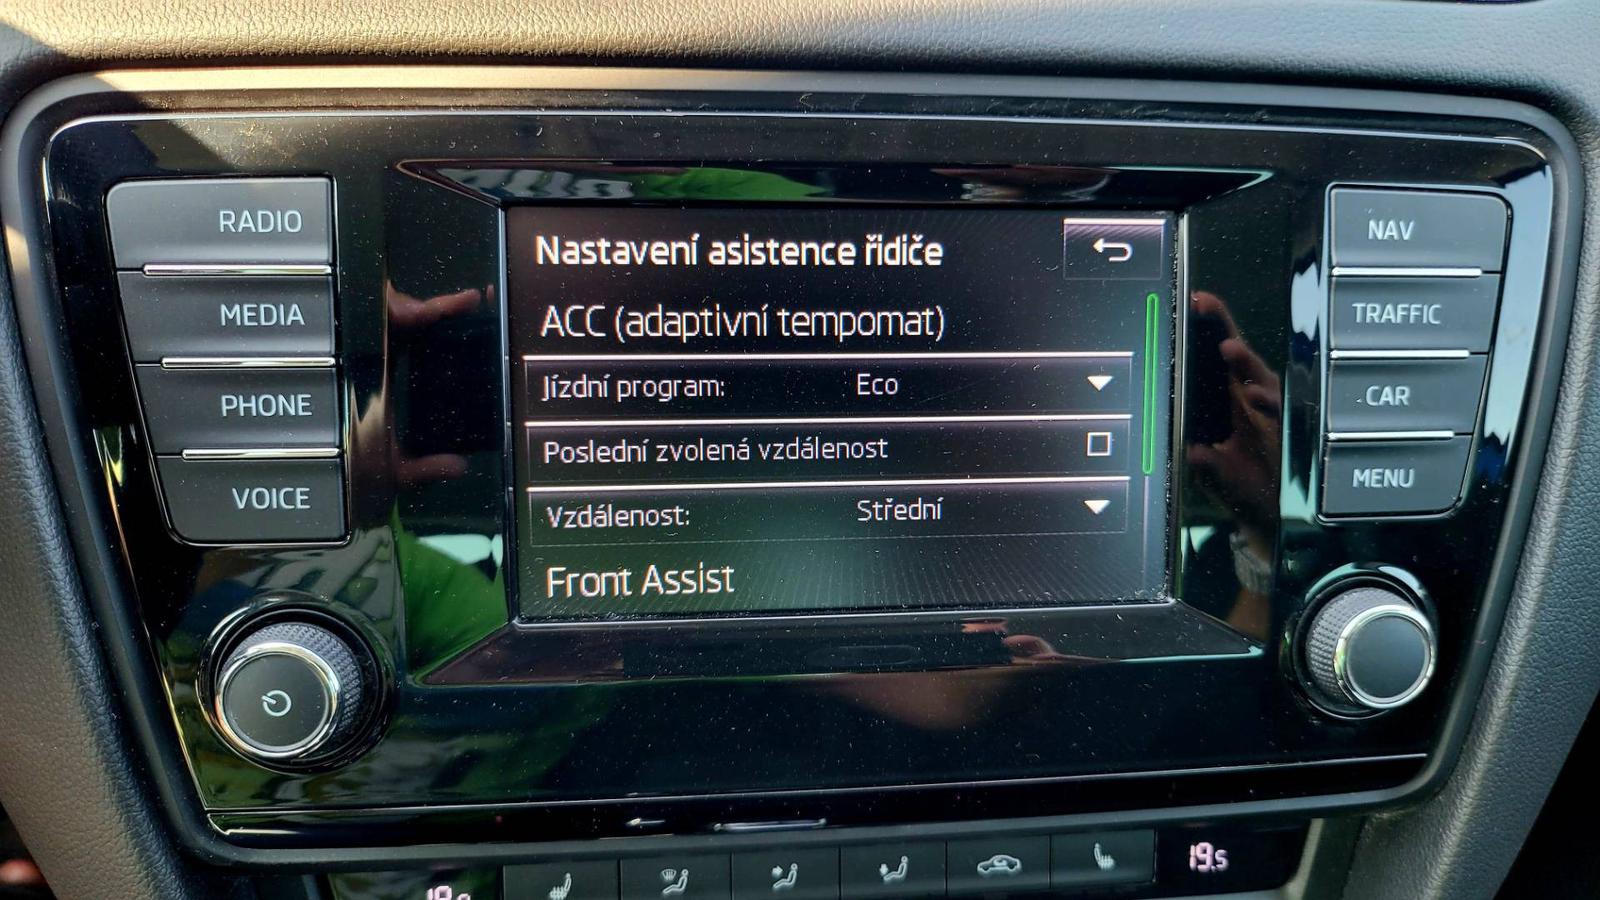 RADIO
MEDIA
PHONE
VOICE
Nastavení asistence řidiče
ACC (adaptivní tempomat)
Jízdní program: Eco
Poslední zvolená vzdálenost
Vzdálenost: Střední
Front Assist
NAV
TRAFFIC
CAR
MENU
19.5